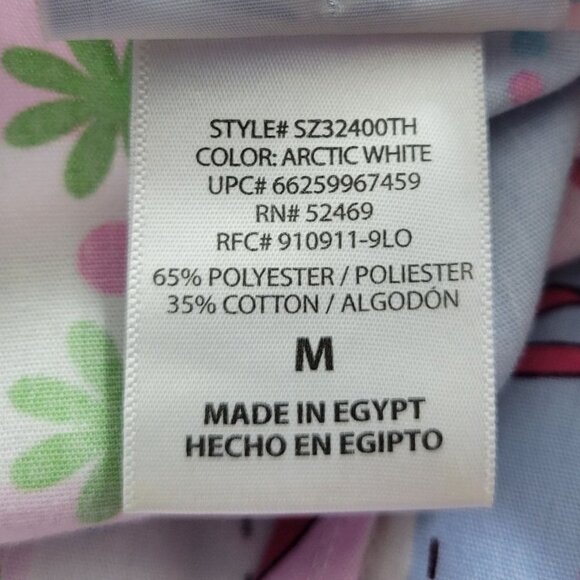 STYLE# SZ32400TH
COLOR: ARCTIC WHITE
UPC# 66259967459
RN# 52469
RFC# 910911-9LO
65% POLYESTER / POLIESTER
35% COTTON / ALGODÓN
M
MADE IN EGYPT
HECHO EN EGIPTO